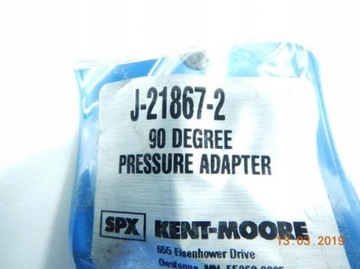 J-21867-2
90 DEGREE
PRESSURE ADAPTER
SPX KENT-MOORE
655 Eisenhower Drive
13.03.2019